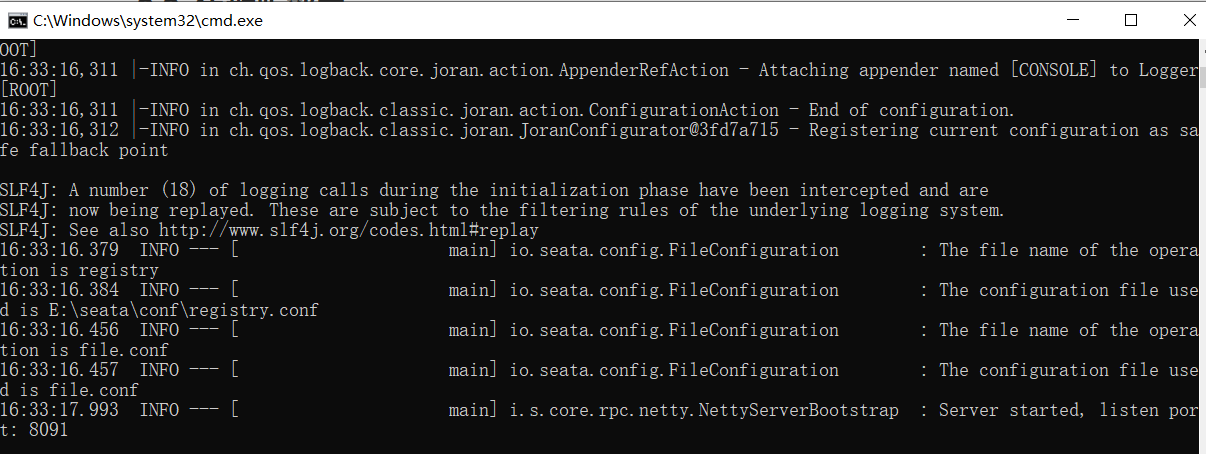 C:\Windows\system32\cmd.exe
OOT]
16:33:16,311 |-INFO in ch.qos.logback.core.joran.action.AppenderRefAction - Attaching appender named [CONSOLE] to Logger
[ROOT]
16:33:16,311 |-INFO in ch.qos.logback.classic.joran.action.ConfigurationAction - End of configuration.
16:33:16,312 |-INFO in ch.qos.logback.classic.joran.JoranConfigurator@3fd7a715 - Registering current configuration as sa
fe fallback point
SLF4J: A number (18) of logging calls during the initialization phase have been intercepted and are
SLF4J: now being replayed. These are subject to the filtering rules of the underlying logging system.
SLF4J: See also http://www.slf4j.org/codes.html#replay
16:33:16.379  INFO --- [                     main] io.seata.config.FileConfiguration        : The file name of the opera
tion is registry
16:33:16.384  INFO --- [                     main] io.seata.config.FileConfiguration        : The configuration file use
d is E:\seata\conf\registry.conf
16:33:16.456  INFO --- [                     main] io.seata.config.FileConfiguration        : The file name of the opera
tion is file.conf
16:33:16.457  INFO --- [                     main] io.seata.config.FileConfiguration        : The configuration file use
d is file.conf
16:33:17.993  INFO --- [                     main] i.s.core.rpc.netty.NettyServerBootstrap  : Server started, listen por
t: 8091